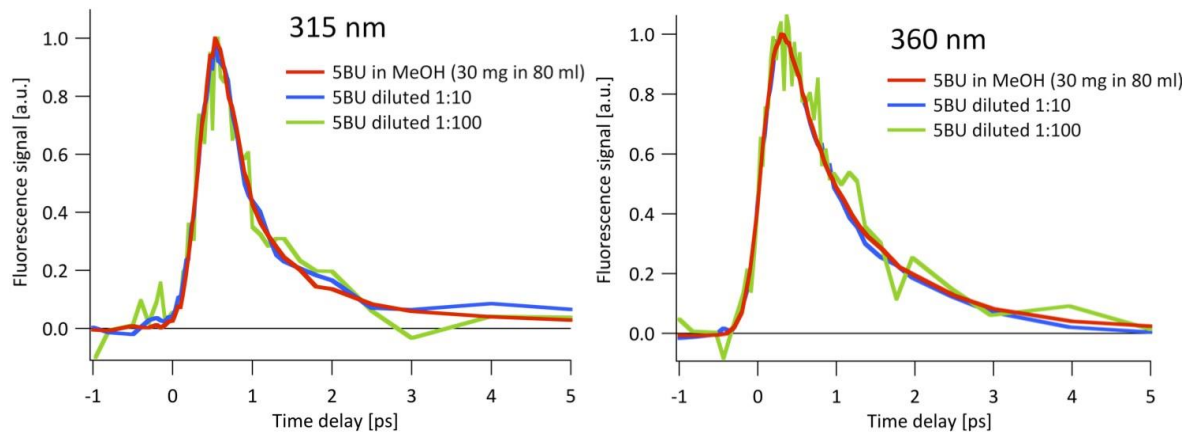 315 nm
5BU in MeOH (30 mg in 80 ml)
5BU diluted 1:10
5BU diluted 1:100
Fluorescence signal [a.u.]
1.0
0.8
0.6
0.4
0.2
0.0
-1 0 1 2 3 4 5
Time delay [ps]
360 nm
5BU in MeOH (30 mg in 80 ml)
5BU diluted 1:10
5BU diluted 1:100
Fluorescence signal [a.u.]
1.0
0.8
0.6
0.4
0.2
0.0
-1 0 1 2 3 4 5
Time delay [ps]